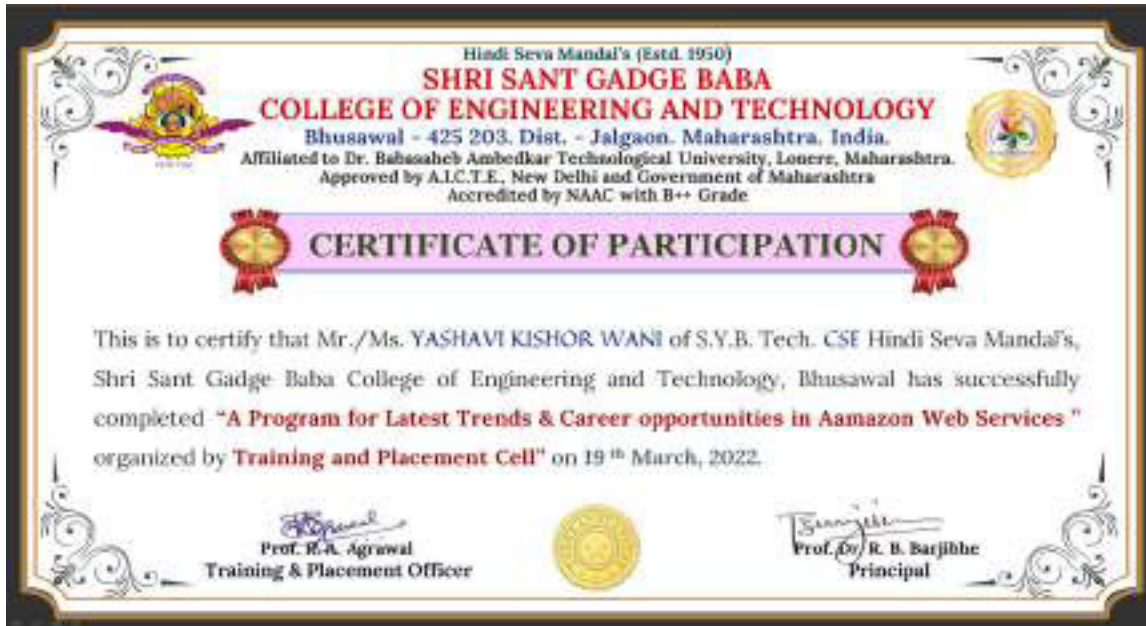 Hindi Seva Mandal's (Estd. 1950)
SHRI SANT GADGE BABA
COLLEGE OF ENGINEERING AND TECHNOLOGY
Bhusawal - 425 203. Dist. - Jalgaon. Maharashtra. India.
Affiliated to Dr. Babasaheb Ambedkar Technological University, Lonere, Maharashtra.
Approved by A.I.C.T.E., New Delhi and Government of Maharashtra
Accredited by NAAC with B++ Grade
CERTIFICATE OF PARTICIPATION
This is to certify that Mr./Ms. YASHAVI KISHOR WANI of S.Y.B. Tech. CSE Hindi Seva Mandal's,
Shri Sant Gadge Baba College of Engineering and Technology, Bhusawal has successfully
completed "A Program for Latest Trends & Career opportunities in Aamazon Web Services "
organized by Training and Placement Cell" on 19 th March, 2022.
Prof. R. A. Agrawal
Training & Placement Officer
Prof. Dr. R. B. Barjibhe
Principal